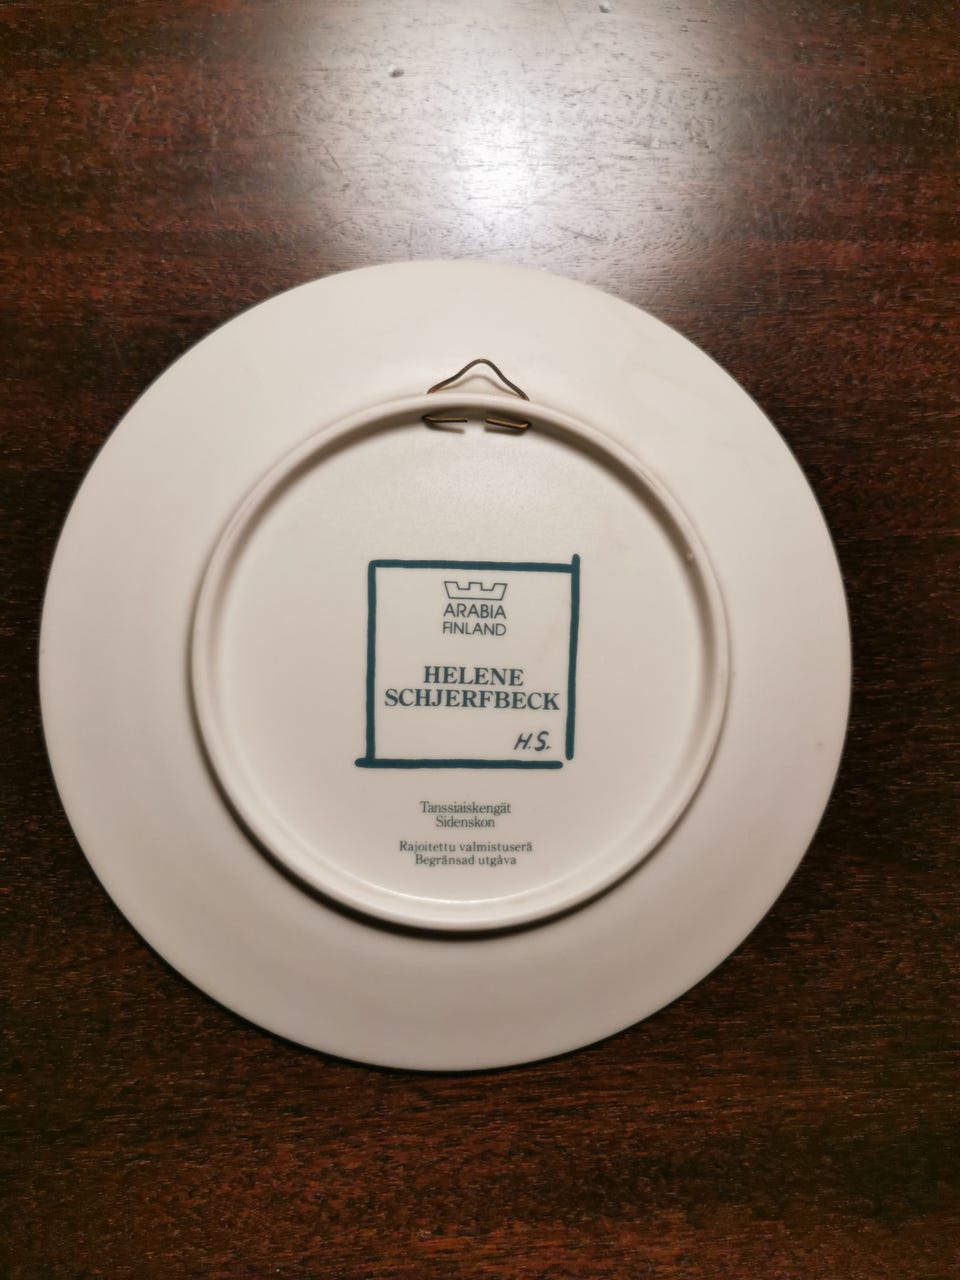 ARABIA
FINLAND
HELENE
SCHJERFBECK
H.S.
Tanssiaiskengät
Sidenskon
Rajoitettu valmistuserä
Begränsad utgåva